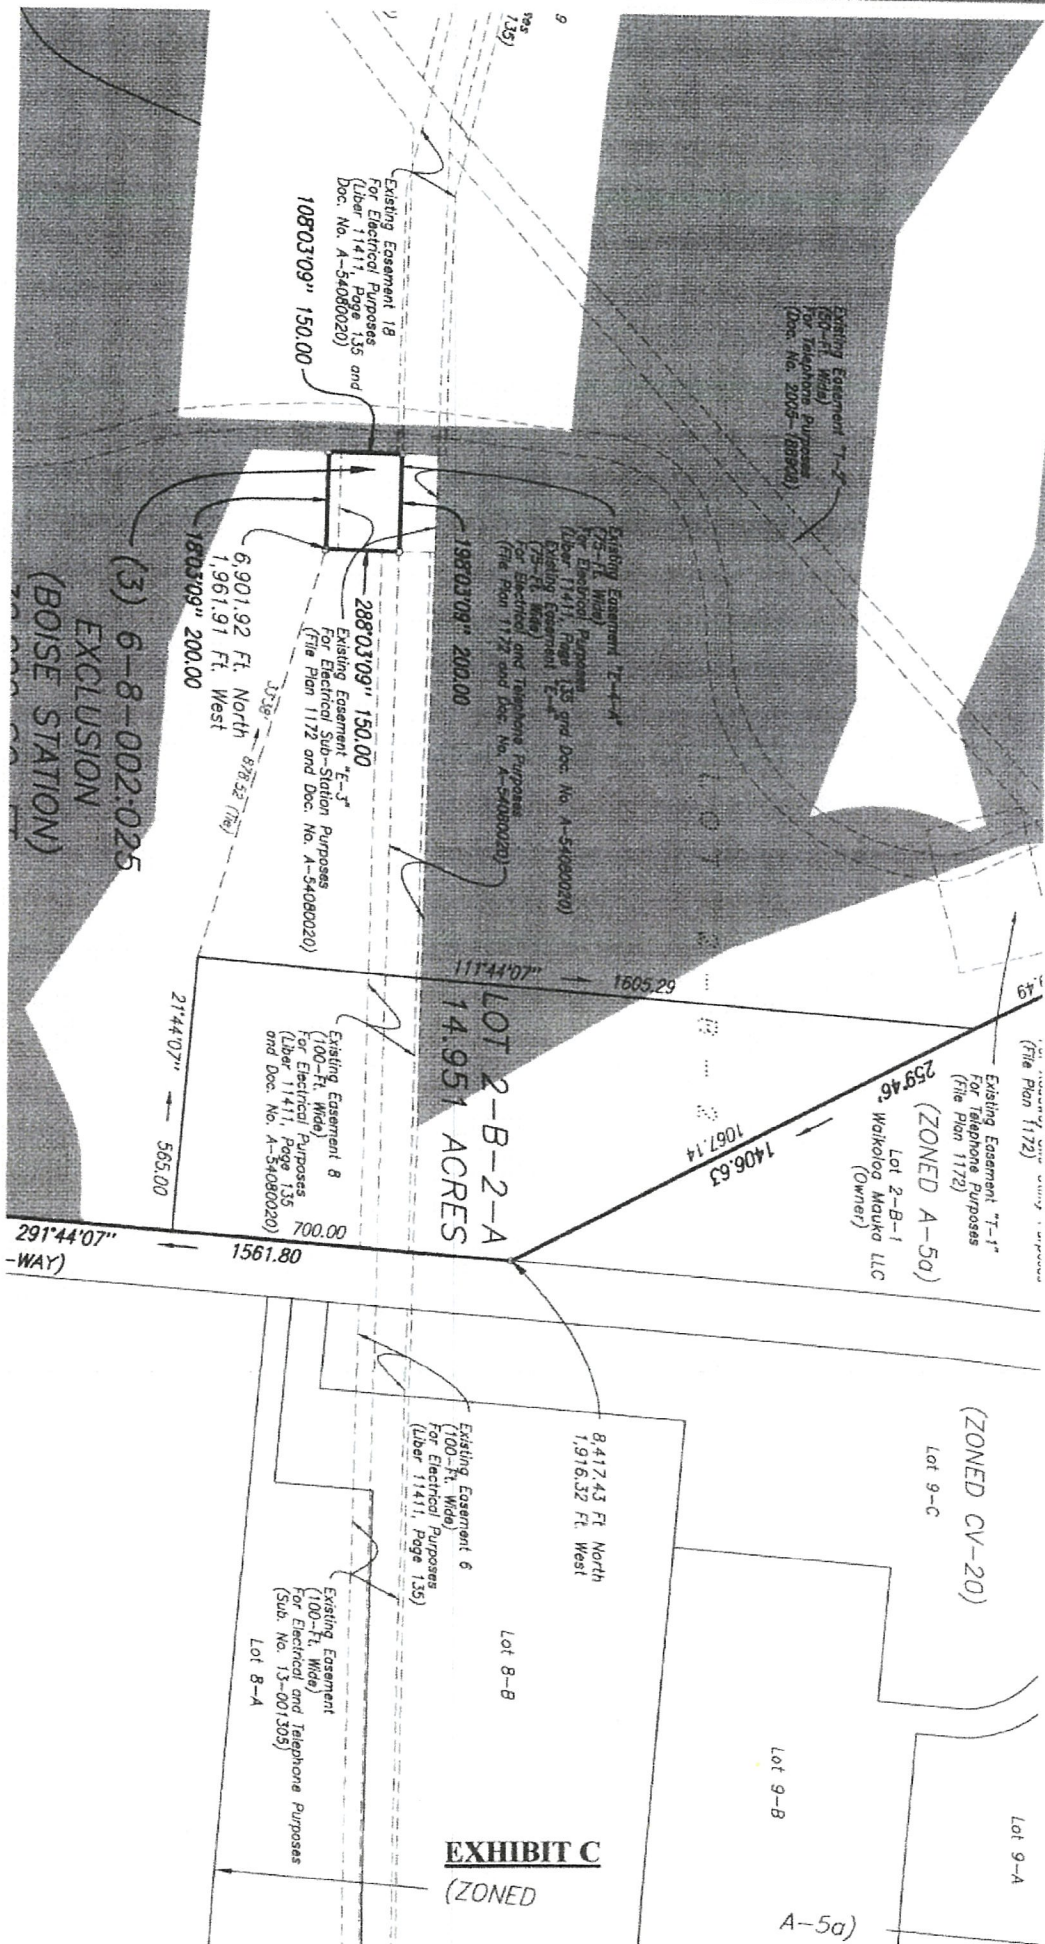 ses
735)
Existing Easement 18
For Electrical Purposes
(Liber 11411, Page 135 and
Doc. No. A-54080020)
108°03'09" 150.00
Existing Easement "T-5"
For Telephone Purposes
Existing Easement "E-4-A"
(75-Ft. Wide)
For Electrical Purposes
(Liber 11411, Page 135 and Doc. No. A-54080020)
Existing Easement "E-4"
(75-Ft. Wide)
For Electrical and Telephone Purposes
(File Plan 1172 and Doc. No. A-54080020)
198°03'09" 200.00
288°03'09" 150.00
Existing Easement "E-3"
For Electrical Sub-Station Purposes
(File Plan 1172 and Doc. No. A-54080020)
6,901.92 Ft. North
1,961.91 Ft. West
18°03'09" 200.00
(3) 6-8-002:025
EXCLUSION
(BOISE STATION)
878.52 (Tie)
111°44'07"
1605.29
LOT 2-B-2-A
14.951 ACRES
21°44'07"
565.00
Existing Easement 8
(100-Ft. Wide)
For Electrical Purposes
(Liber 11411, Page 135
and Doc. No. A-54080020)
700.00
291°44'07"
1561.80
-WAY)
259°46'
1067.14
1406.63
(File Plan 1172)
Existing Easement "T-1"
For Telephone Purposes
(File Plan 1172)
(ZONED A-5a)
Lot 2-B-1
Waikoloa Mauka LLC
(Owner)
8,417.43 Ft. North
1,916.32 Ft. West
Existing Easement 6
(100-Ft. Wide)
For Electrical Purposes
(Liber 11411, Page 135)
Existing Easement
(100-Ft. Wide)
For Electrical and Telephone Purposes
(Sub. No. 13-001305)
Lot 8-A
Lot 8-B
(ZONED CV-20)
Lot 9-C
Lot 9-B
Lot 9-A
EXHIBIT C
(ZONED
A-5a)